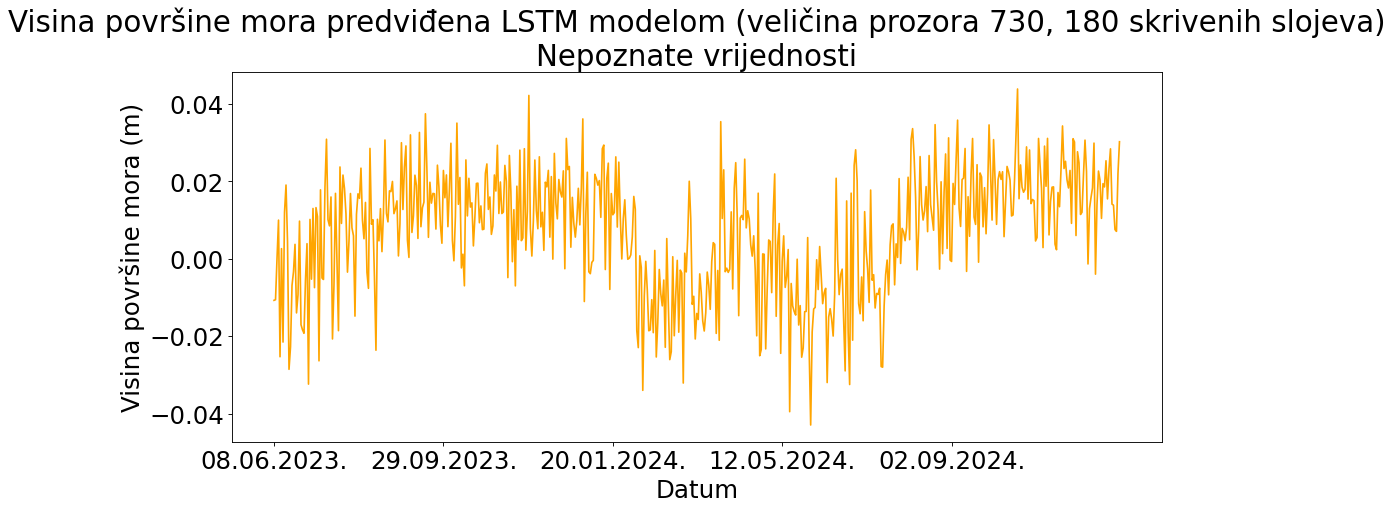 Visina površine mora predviđena LSTM modelom (veličina prozora 730, 180 skrivenih slojeva)
Nepoznate vrijednosti
Visina površine mora (m)
0.04
0.02
0.00
−0.02
−0.04
08.06.2023. 29.09.2023. 20.01.2024. 12.05.2024. 02.09.2024.
Datum